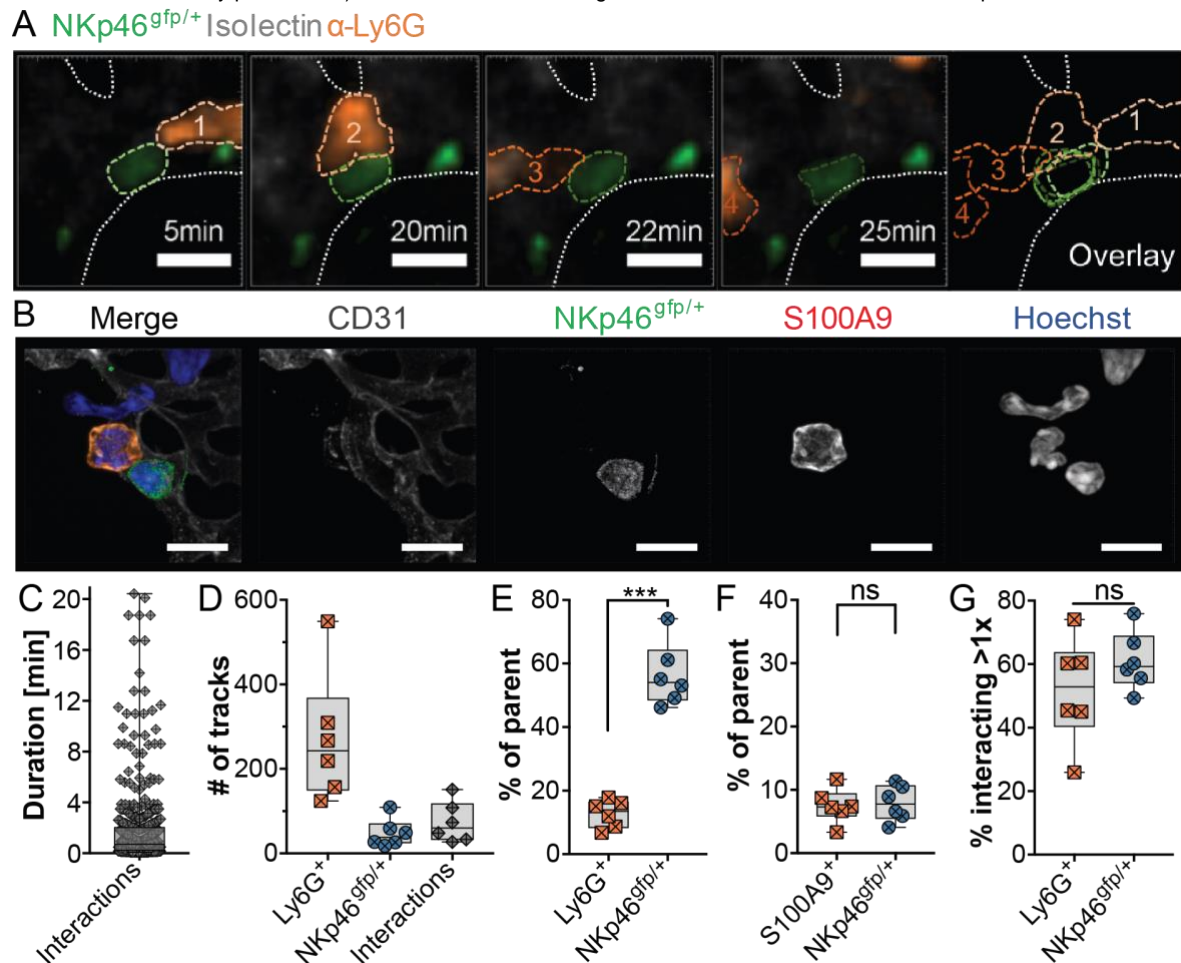 A NKp46gfp/+ Isolectin α-Ly6G
1 2 3 4 2 1 3 4
5min 20min 22min 25min Overlay
B Merge CD31 NKp46gfp/+ S100A9 Hoechst
C D E F G
Duration [min]
20
16
12
8
4
0
Interactions
# of tracks
600
400
200
0
Ly6G+
NKp46gfp/+
Interactions
% of parent
80
60
40
20
0
***
Ly6G+
NKp46gfp/+
% of parent
40
30
20
10
0
ns
S100A9+
NKp46gfp/+
% interacting >1x
80
60
40
20
0
ns
Ly6G+
NKp46gfp/+